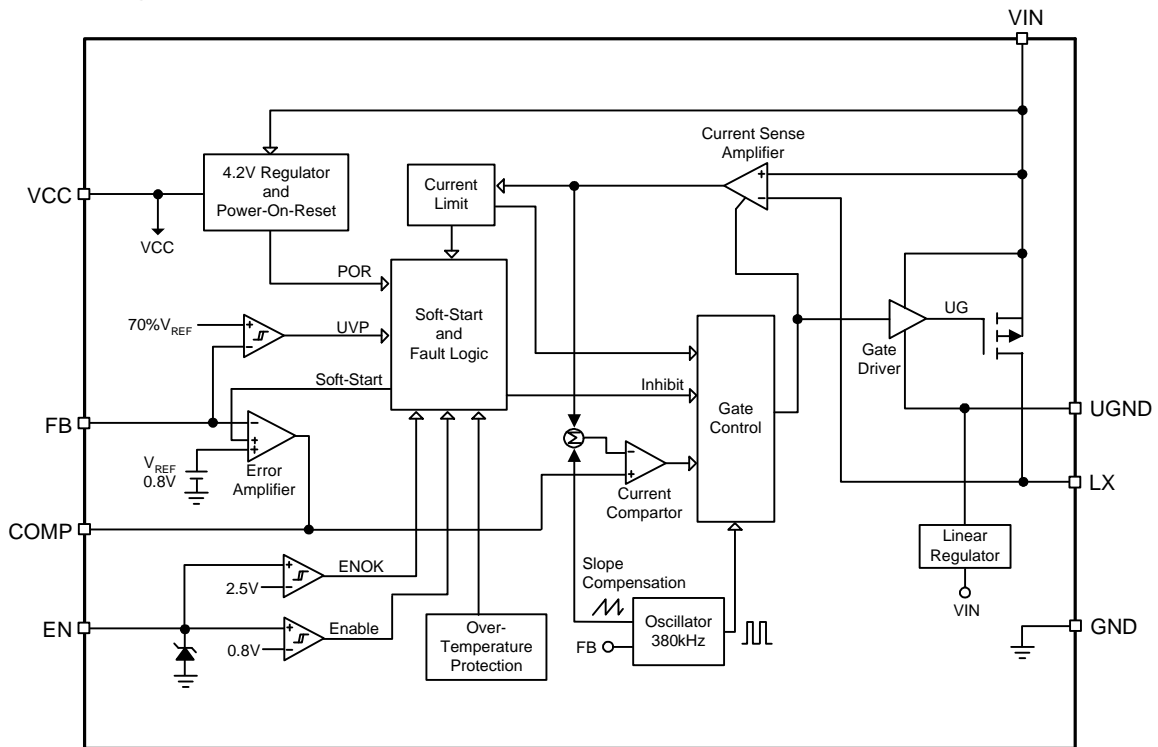 VIN
Current Sense
Amplifier
4.2V Regulator
and
Power-On-Reset
Current
Limit
VCC
VCC
POR
Soft-Start
and
Fault Logic
UG
70%VREF
UVP
Gate
Driver
Soft-Start
Inhibit
Gate
Control
UGND
FB
VREF
0.8V
Error
Amplifier
Σ
Current
Compartor
LX
COMP
Linear
Regulator
ENOK
2.5V
Slope
Compensation
VIN
EN
Enable
0.8V
Over-
Temperature
Protection
Oscillator
380kHz
FB
GND
+
-
+
-
-
+
+
-
+
+
-
+
-